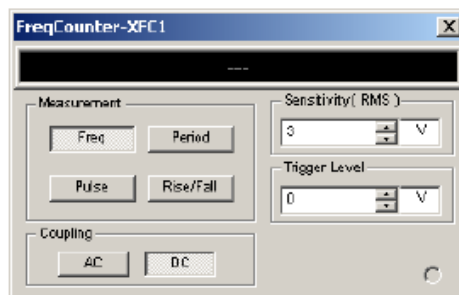 FreqCounter-XFC1
---
Measurement
Freq
Period
Pulse
Rise/Fall
Coupling
AC
DC
Sensitivity( RMS )
3
V
Trigger Level
0
V